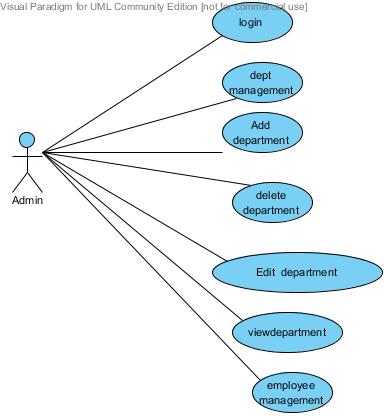 Visual Paradigm for UML Community Edition [not for commercial use]
login
dept
management
Add
department
delete
department
Admin
Edit department
viewdepartment
employee
management